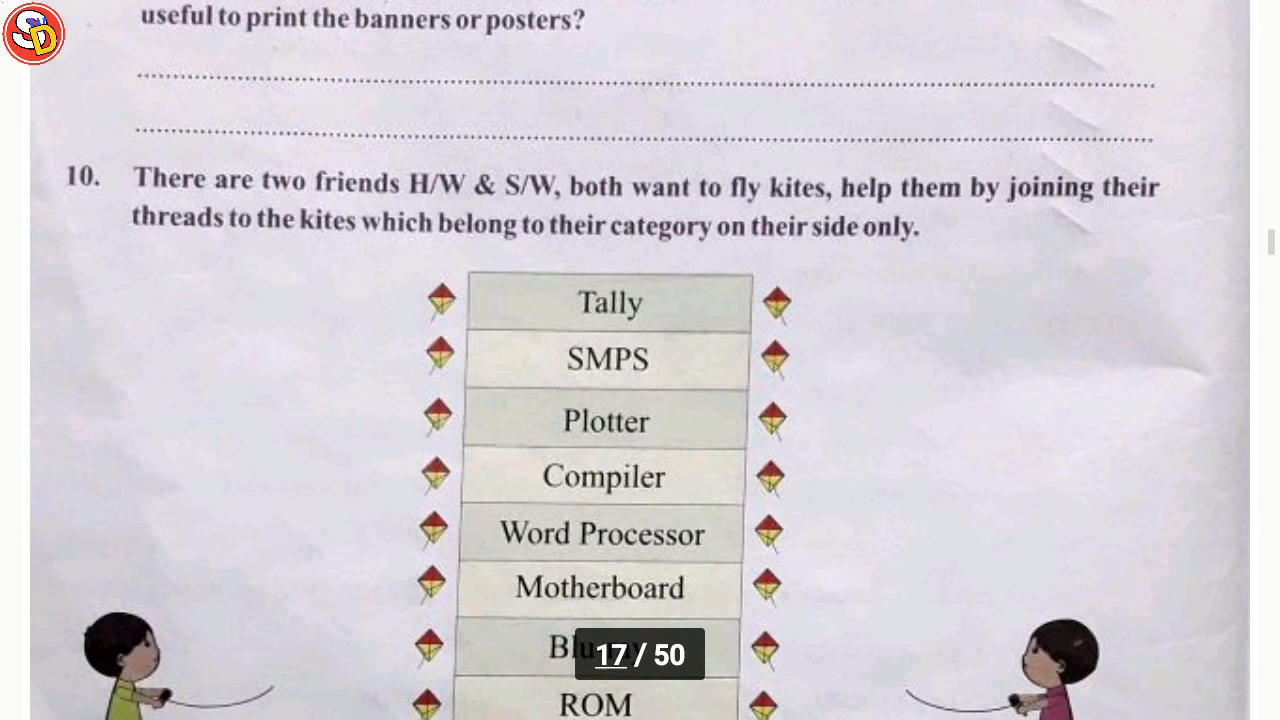 SD
useful to print the banners or posters?
10. There are two friends H/W & S/W, both want to fly kites, help them by joining their
threads to the kites which belong to their category on their side only.
Tally
SMPS
Plotter
Compiler
Word Processor
Motherboard
17 / 50
ROM